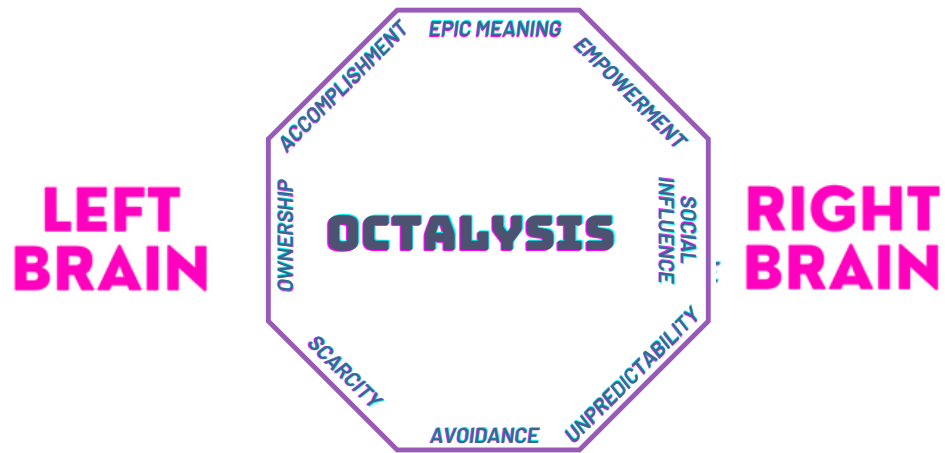 EPIC MEANING
ACCOMPLISHMENT
EMPOWERMENT
LEFT
BRAIN
OWNERSHIP
OCTALYSIS
SOCIAL
INFLUENCE
RIGHT
BRAIN
SCARCITY
UNPREDICTABILITY
AVOIDANCE